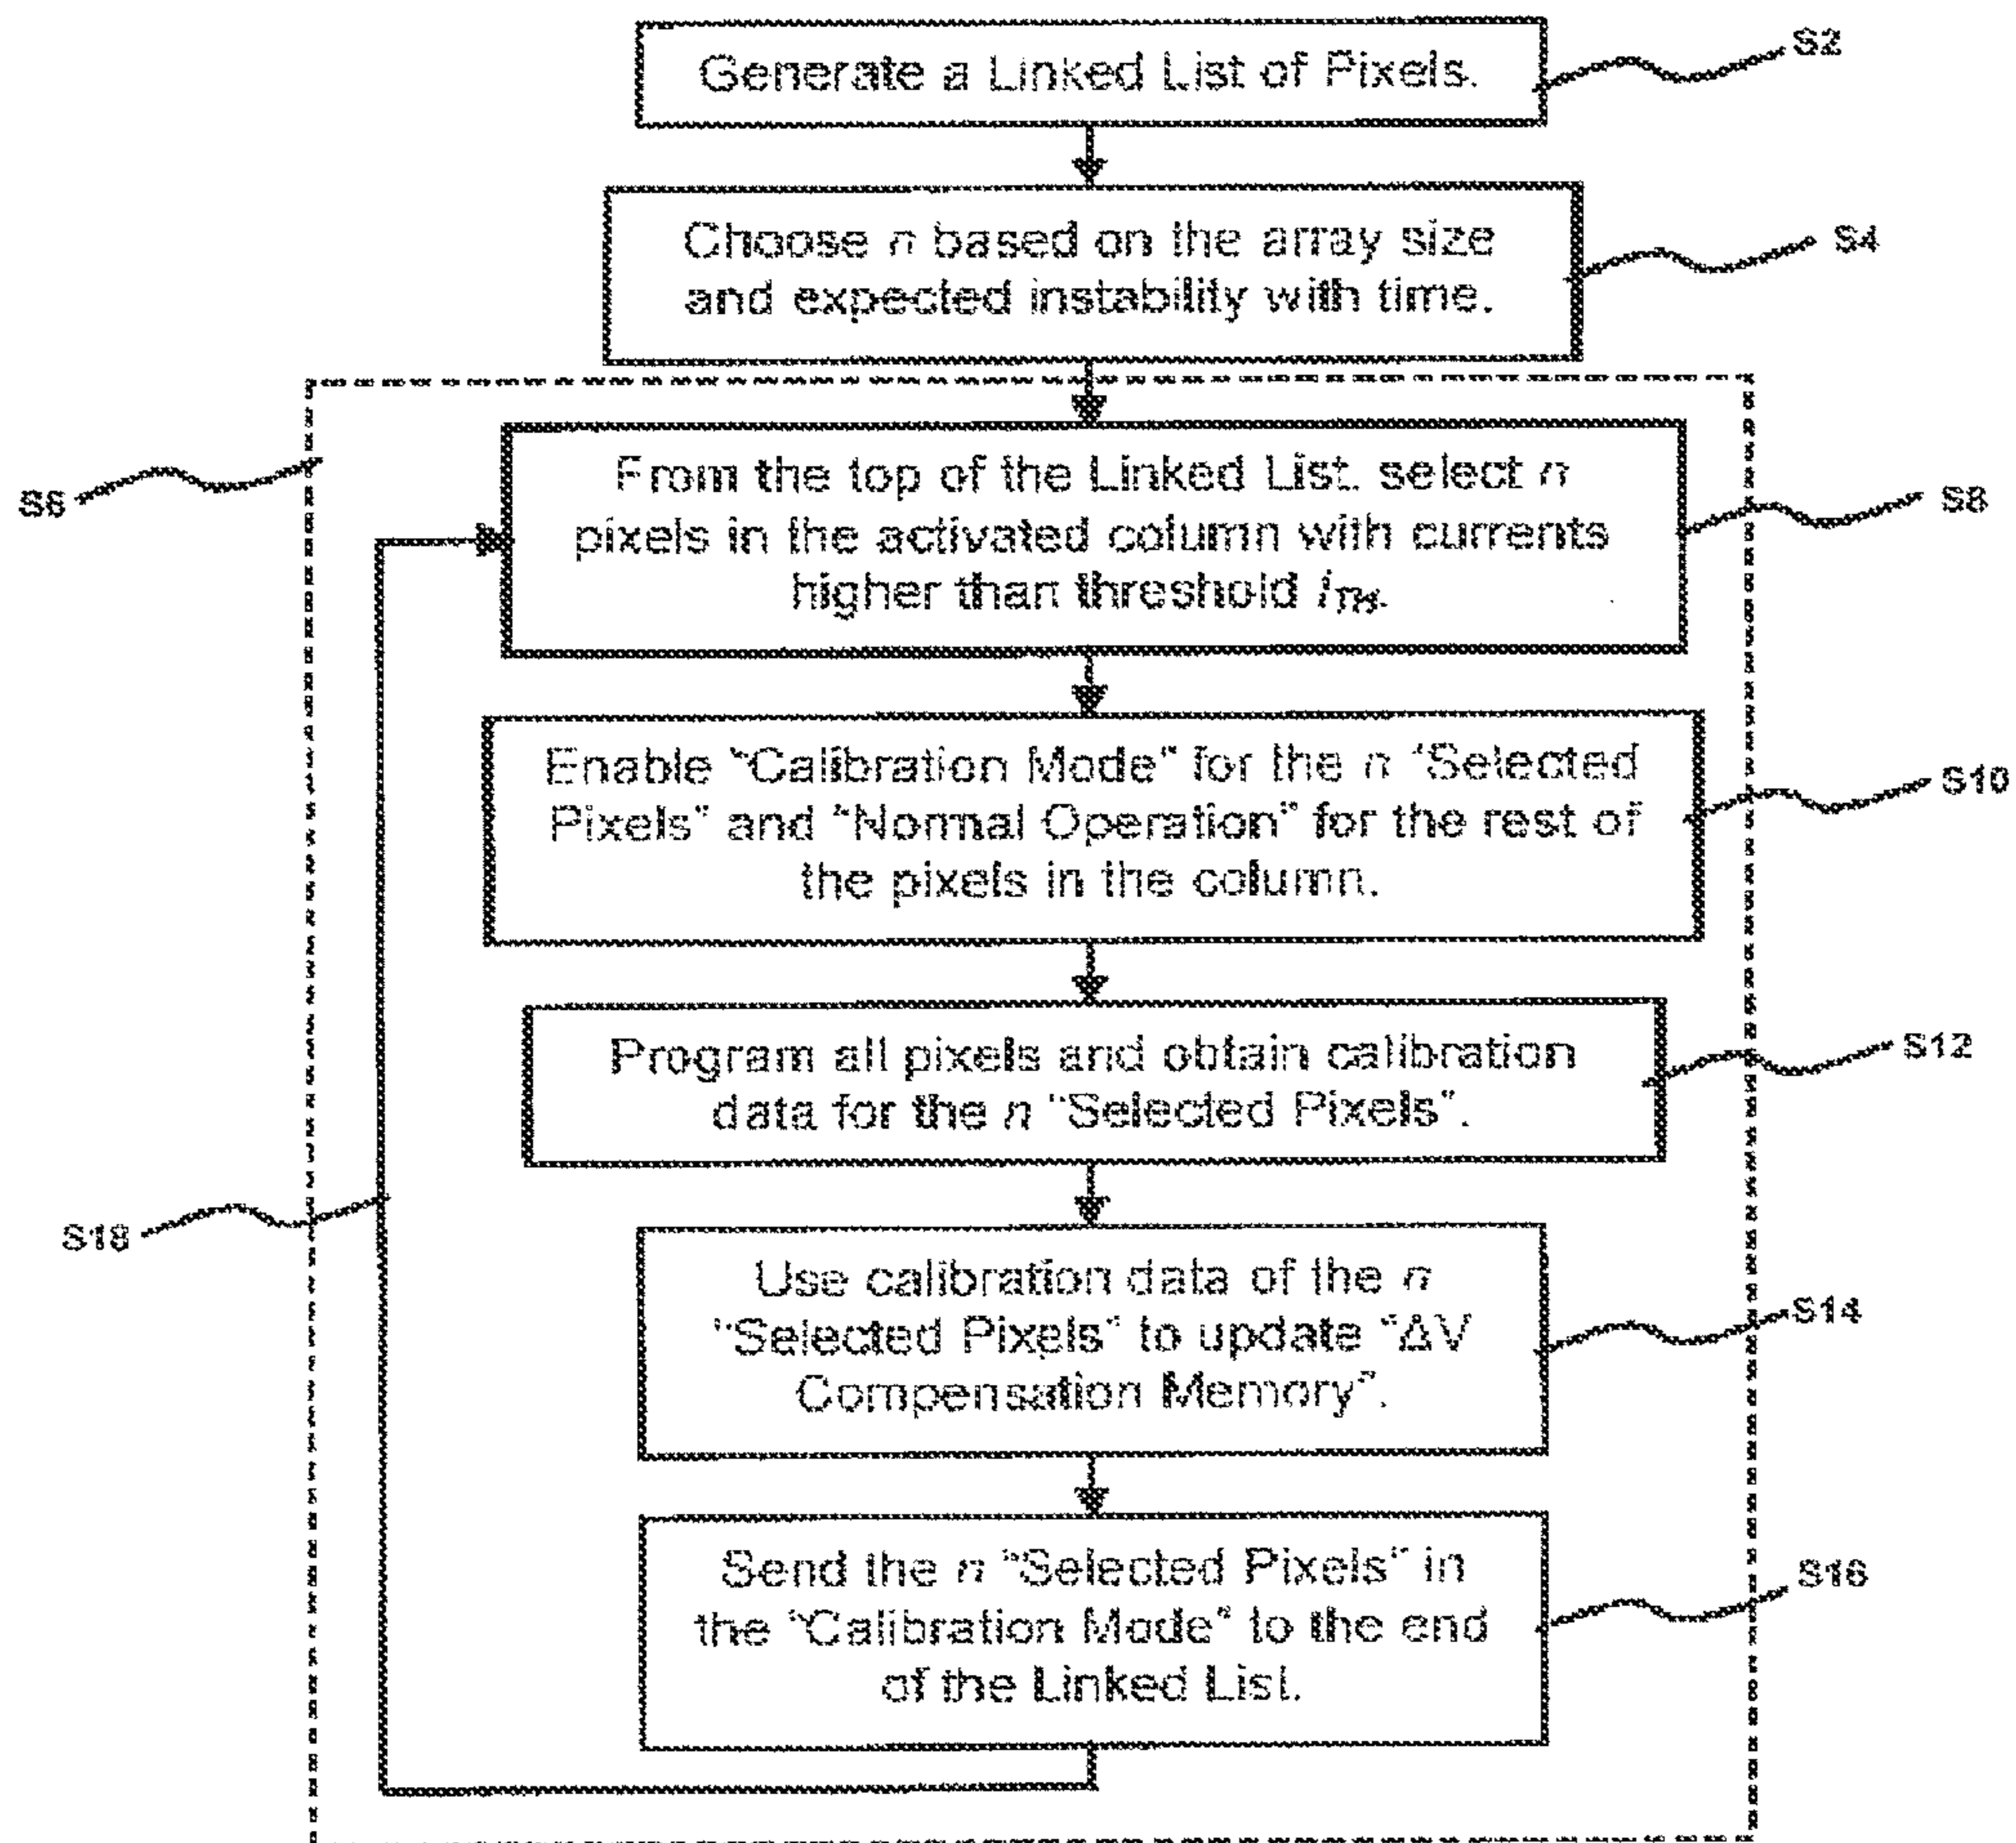 Generate a Linked List of Pixels.
S2
Choose n based on the array size
and expected instability with time.
S4
S6
From the top of the Linked List, select n
pixels in the activated column with currents
higher than threshold iTH.
S8
Enable "Calibration Mode" for the n "Selected
Pixels" and "Normal Operation" for the rest of
the pixels in the column.
S10
Program all pixels and obtain calibration
data for the n "Selected Pixels".
S12
S18
Use calibration data of the n
"Selected Pixels" to update "ΔV
Compensation Memory".
S14
Send the n "Selected Pixels" in
the "Calibration Mode" to the end
of the Linked List.
S16